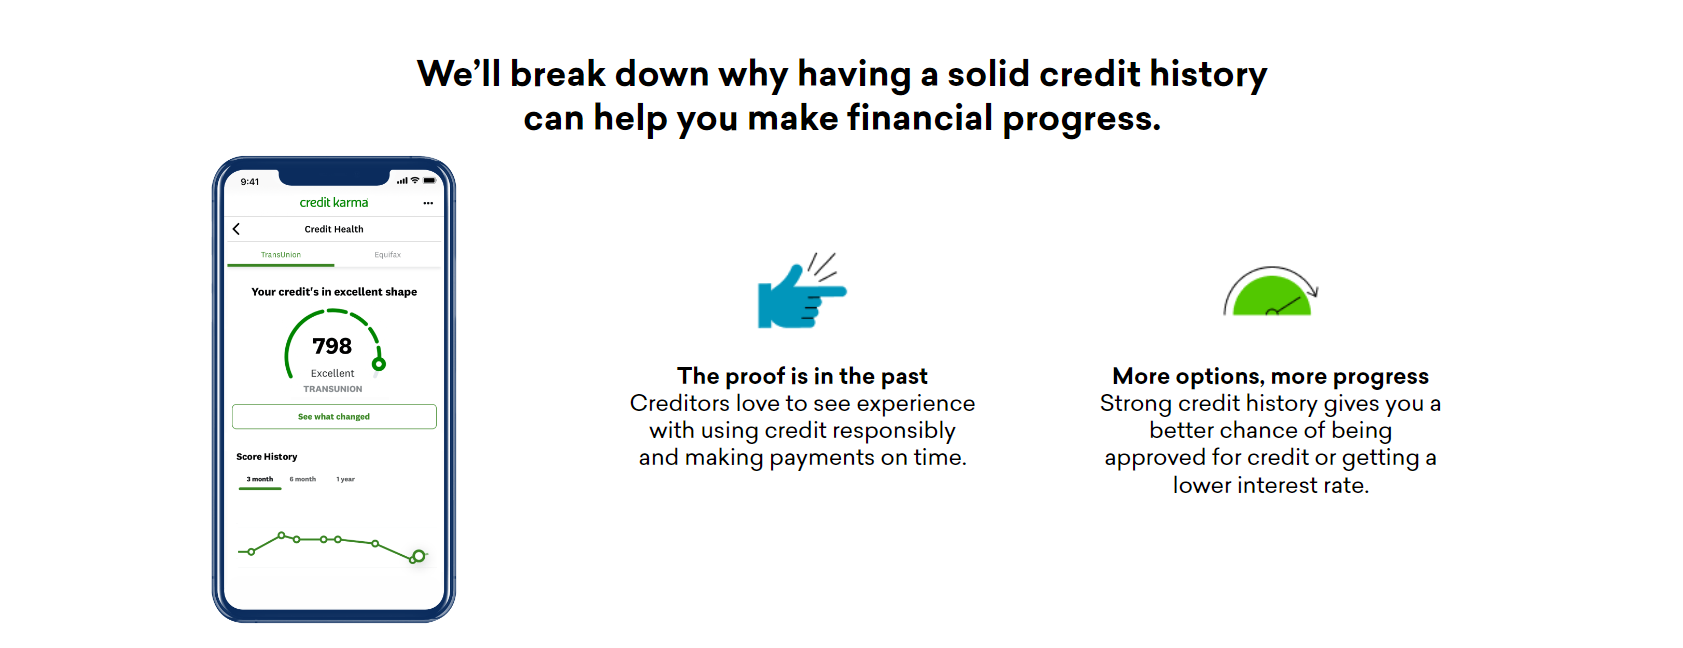 We'll break down why having a solid credit history
can help you make financial progress.
9:41
credit karma
Credit Health
TransUnion
Equifax
Your credit's in excellent shape
798
Excellent
TRANSUNION
See what changed
Score History
3 month
6 month
1 year
The proof is in the past
Creditors love to see experience
with using credit responsibly
and making payments on time.
More options, more progress
Strong credit history gives you a
better chance of being
approved for credit or getting a
lower interest rate.